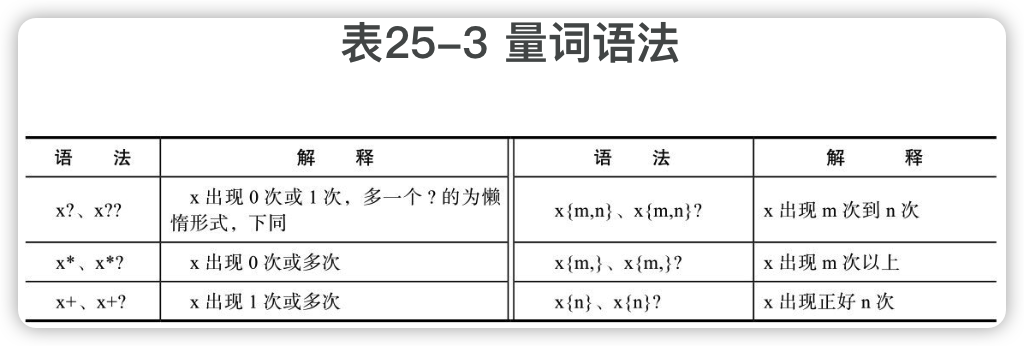 表25-3 量词语法
语 法 解 释 语 法 解 释
x?、x?? x 出现 0 次或 1 次，多一个 ? 的为懒惰形式，下同 x{m,n}、x{m,n}? x 出现 m 次到 n 次
x*、x*? x 出现 0 次或多次 x{m,}、x{m,}? x 出现 m 次以上
x+、x+? x 出现 1 次或多次 x{n}、x{n}? x 出现正好 n 次